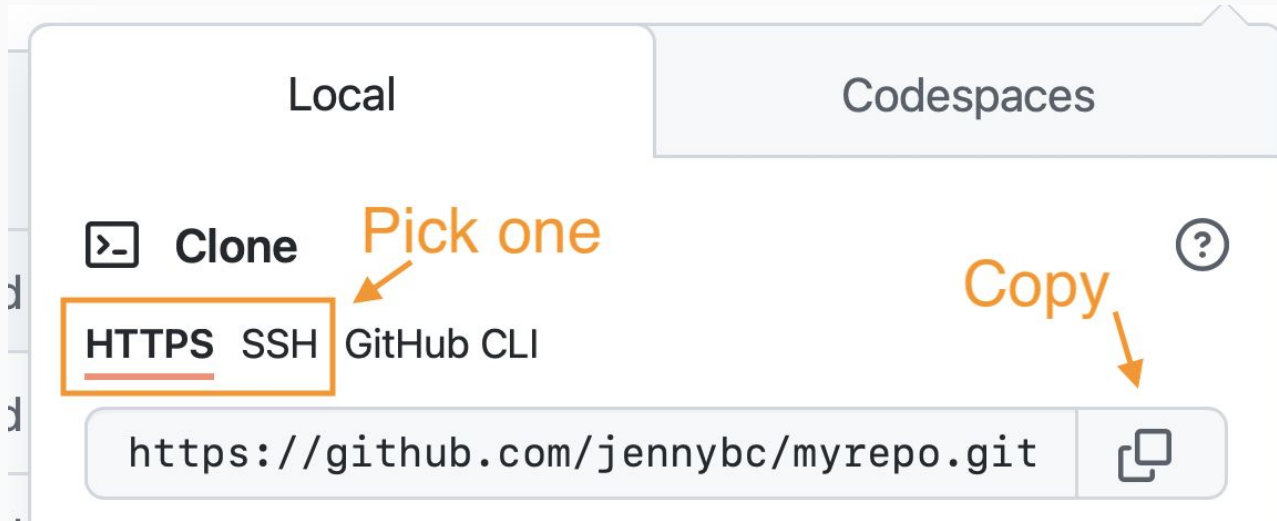 Local
Codespaces
Clone
Pick one
Copy
HTTPS SSH GitHub CLI
https://github.com/jennybc/myrepo.git